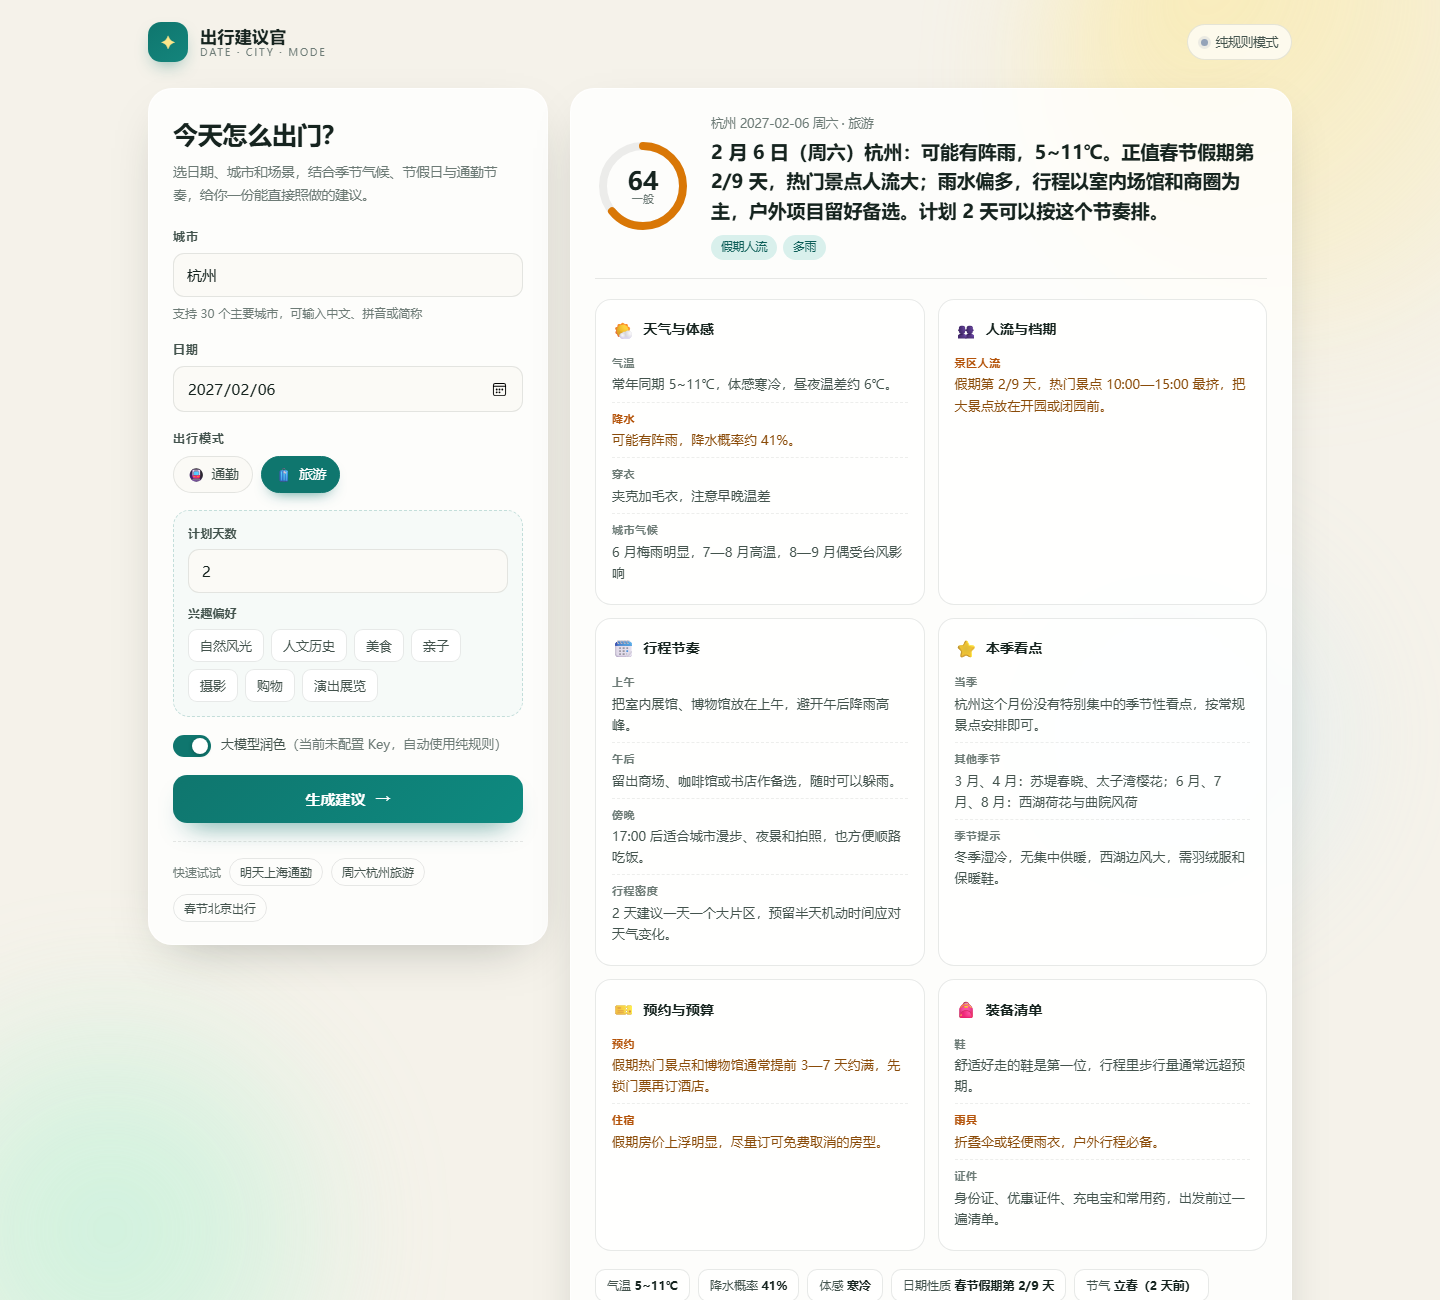 出行建议官
DATE · CITY · MODE
纯规则模式
今天怎么出门？
选日期、城市和场景，结合季节气候、节假日与通勤节
奏，给你一份能直接照做的建议。
城市
杭州
支持 30 个主要城市，可输入中文、拼音或简称
日期
2027/02/06
出行模式
通勤
旅游
计划天数
2
兴趣偏好
自然风光
人文历史
美食
亲子
摄影
购物
演出展览
大模型润色（当前未配置 Key，自动使用纯规则）
生成建议 →
快速试试
明天上海通勤
周六杭州旅游
春节北京出行
64
一般
杭州 2027-02-06 周六 · 旅游
2 月 6 日（周六）杭州：可能有阵雨，5~11℃。正值春节假期第
2/9 天，热门景点人流大；雨水偏多，行程以室内场馆和商圈为
主，户外项目留好备选。计划 2 天可以按这个节奏排。
假期人流
多雨
天气与体感
气温
常年同期 5~11℃，体感寒冷，昼夜温差约 6℃。
降水
可能有阵雨，降水概率约 41%。
穿衣
夹克加毛衣，注意早晚温差
城市气候
6 月梅雨明显，7—8 月高温，8—9 月偶受台风影
响
人流与档期
景区人流
假期第 2/9 天，热门景点 10:00—15:00 最挤，把
大景点放在开园或闭园前。
行程节奏
上午
把室内展馆、博物馆放在上午，避开午后降雨高
峰。
午后
留出商场、咖啡馆或书店作备选，随时可以躲雨。
傍晚
17:00 后适合城市漫步、夜景和拍照，也方便顺路
吃饭。
行程密度
2 天建议一天一个大片区，预留半天机动时间应对
天气变化。
本季看点
当季
杭州这个月份没有特别集中的季节性看点，按常规
景点安排即可。
其他季节
3 月、4 月：苏堤春晓、太子湾樱花；6 月、7
月、8 月：西湖荷花与曲院风荷
季节提示
冬季湿冷，无集中供暖，西湖边风大，需羽绒服和
保暖鞋。
预约与预算
预约
假期热门景点和博物馆通常提前 3—7 天约满，先
锁门票再订酒店。
住宿
假期房价上浮明显，尽量订可免费取消的房型。
装备清单
鞋
舒适好走的鞋是第一位，行程里步行量通常远超预
期。
雨具
折叠伞或轻便雨衣，户外行程必备。
证件
身份证、优惠证件、充电宝和常用药，出发前过一
遍清单。
气温 5~11℃
降水概率 41%
体感 寒冷
日期性质 春节假期第 2/9 天
节气 立春（2 天前）